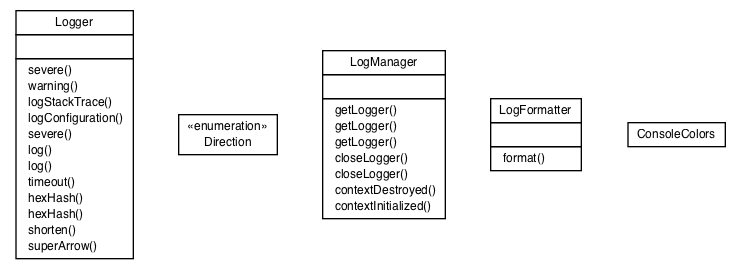 Logger
severe()
warning()
logStackTrace()
logConfiguration()
severe()
log()
log()
timeout()
hexHash()
hexHash()
shorten()
superArrow()
«enumeration»
Direction
LogManager
getLogger()
getLogger()
getLogger()
closeLogger()
closeLogger()
contextDestroyed()
contextInitialized()
LogFormatter
format()
ConsoleColors